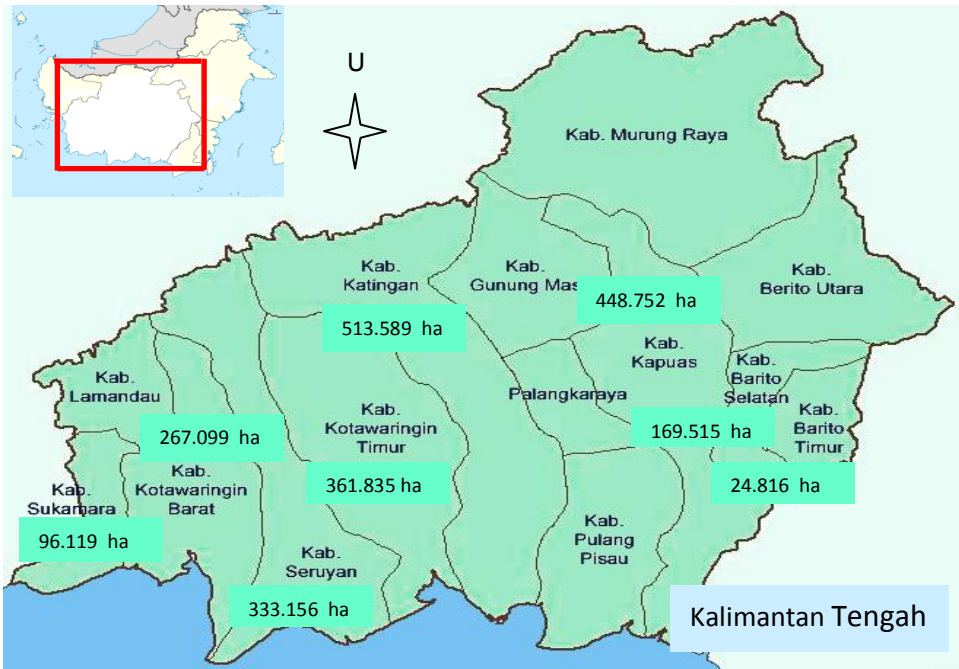 U
Kab. Murung Raya
Kab.
Katingan
513.589 ha
Kab.
Gunung Mas
448.752 ha
Kab.
Berito Utara
Kab.
Lamandau
267.099 ha
Kab.
Kotawaringin
Timur
361.835 ha
Palangkaraya
Kab.
Kapuas
169.515 ha
Kab.
Barito
Selatan
Kab.
Barito
Timur
24.816 ha
Kab.
Sukamara
96.119 ha
Kab.
Kotawaringin
Barat
Kab.
Seruyan
333.156 ha
Kab.
Pulang
Pisau
Kalimantan Tengah